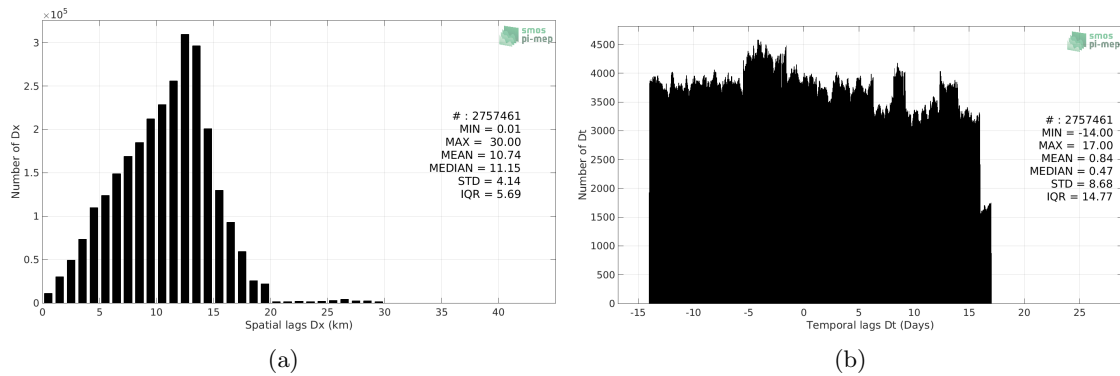 ×10⁵
smos
pi-mep
3
2.5
2
1.5
1
0.5
0
Number of Dx
# : 2757461
MIN = 0.01
MAX = 30.00
MEAN = 10.74
MEDIAN = 11.15
STD = 4.14
IQR = 5.69
0 5 10 15 20 25 30 35 40
Spatial lags Dx (km)
(a)
smos
pi-mep
4500
4000
3500
3000
2500
2000
1500
1000
500
0
Number of Dt
# : 2757461
MIN = -14.00
MAX = 17.00
MEAN = 0.84
MEDIAN = 0.47
STD = 8.68
IQR = 14.77
-15 -10 -5 0 5 10 15 20 25
Temporal lags Dt (Days)
(b)